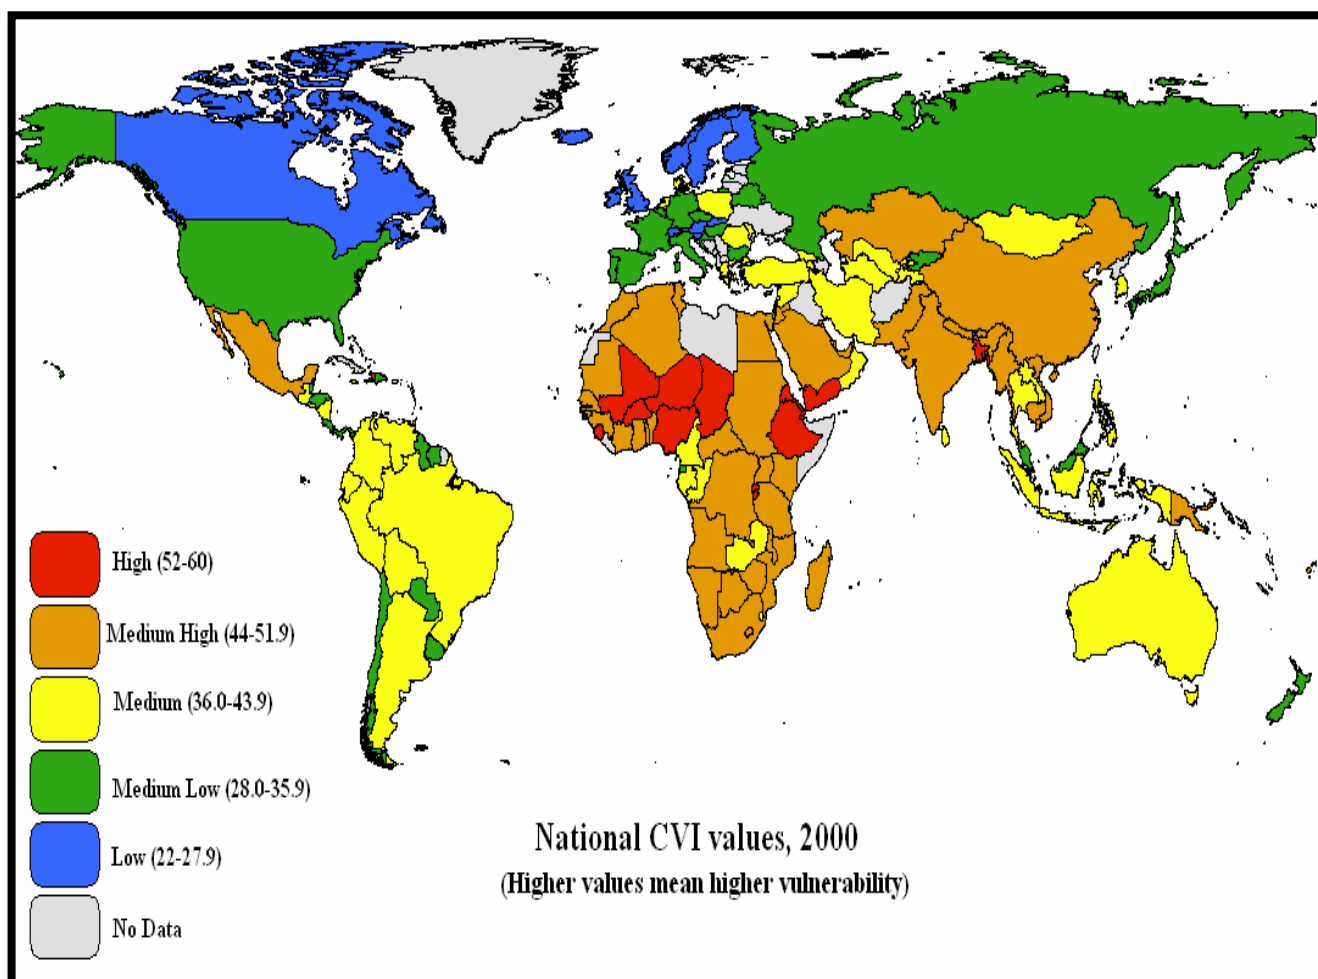 High (52-60)
Medium High (44-51.9)
Medium (36.0-43.9)
Medium Low (28.0-35.9)
Low (22-27.9)
No Data
National CVI values, 2000
(Higher values mean higher vulnerability)